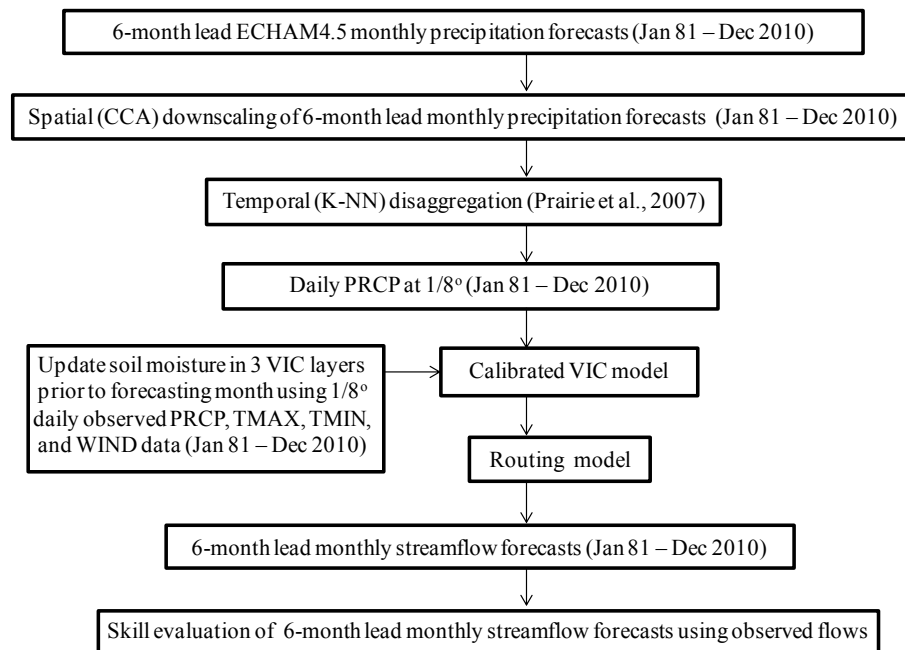 6-month lead ECHAM4.5 monthly precipitation forecasts (Jan 81 – Dec 2010)
Spatial (CCA) downscaling of 6-month lead monthly precipitation forecasts (Jan 81 – Dec 2010)
Temporal (K-NN) disaggregation (Prairie et al., 2007)
Daily PRCP at 1/8º (Jan 81 – Dec 2010)
Update soil moisture in 3 VIC layers
prior to forecasting month using 1/8º
daily observed PRCP, TMAX, TMIN,
and WIND data (Jan 81 – Dec 2010)
Calibrated VIC model
Routing model
6-month lead monthly streamflow forecasts (Jan 81 – Dec 2010)
Skill evaluation of 6-month lead monthly streamflow forecasts using observed flows